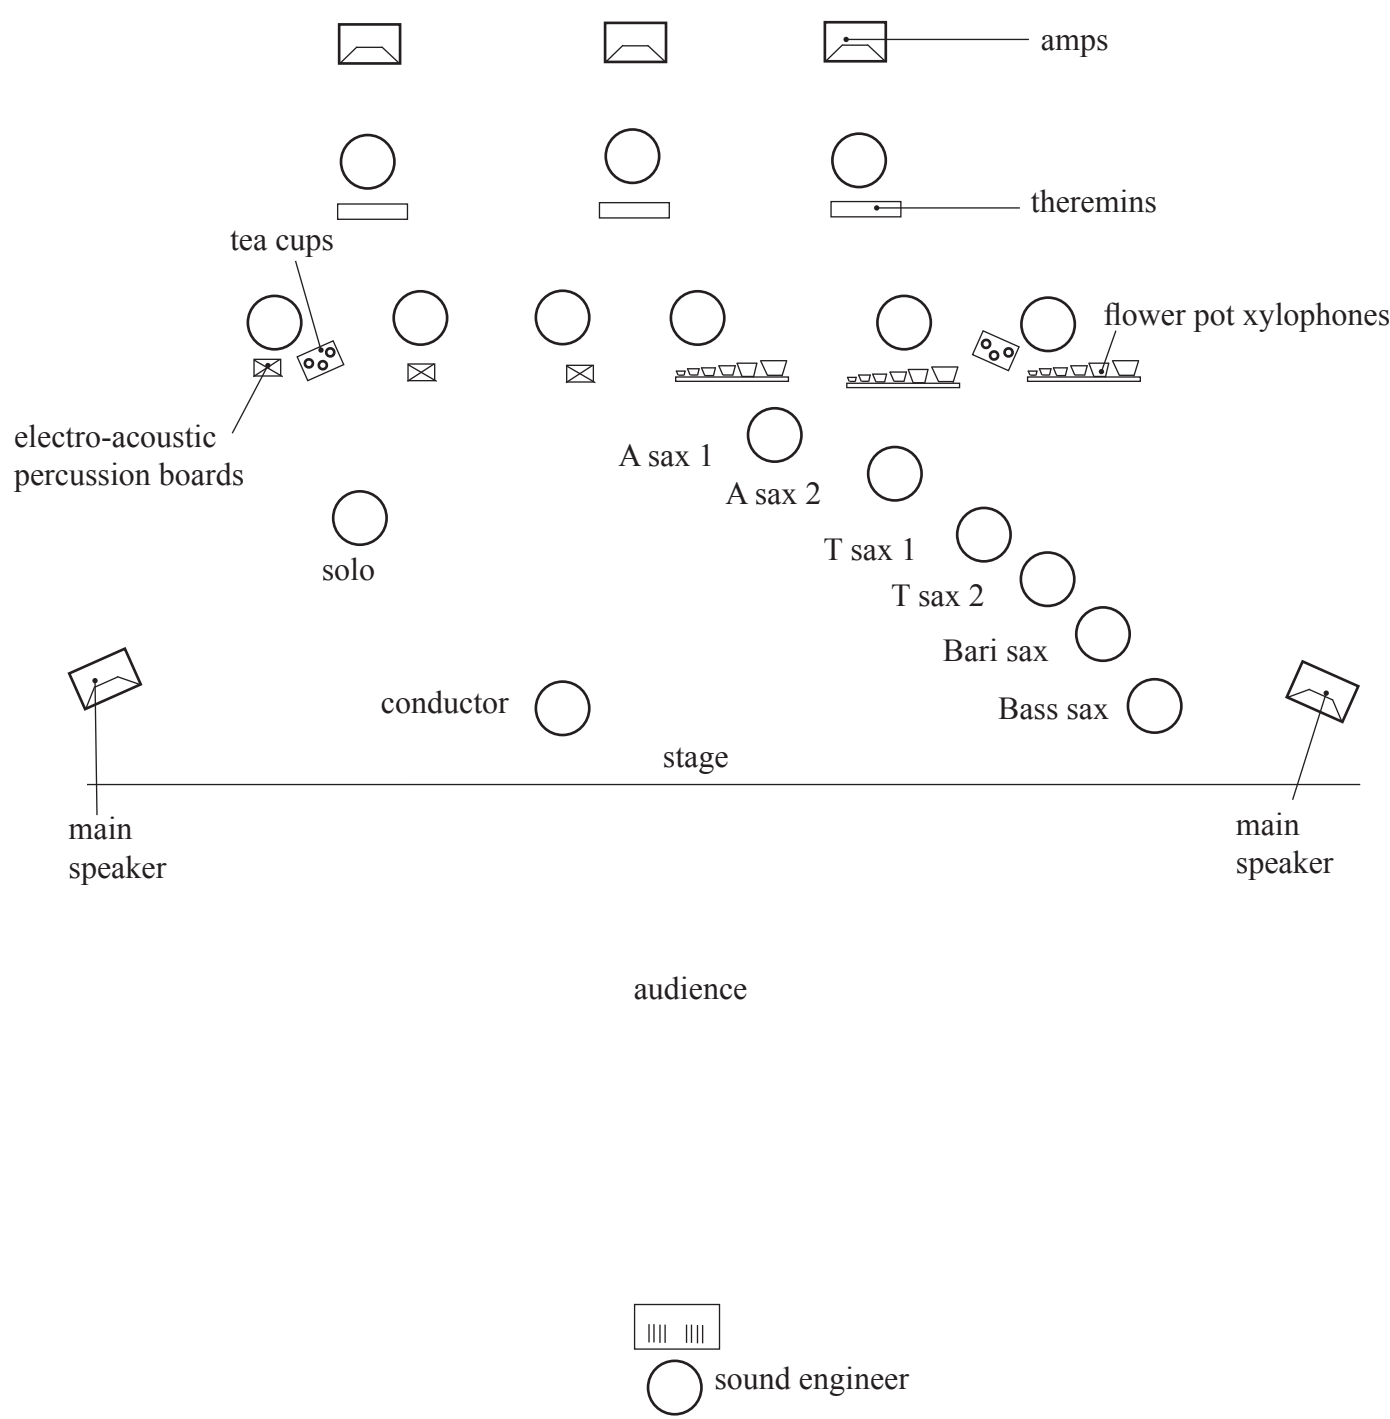 amps
theremins
tea cups
flower pot xylophones
electro-acoustic
percussion boards
A sax 1
A sax 2
T sax 1
solo
T sax 2
Bari sax
conductor
Bass sax
stage
main
speaker
main
speaker
audience
sound engineer